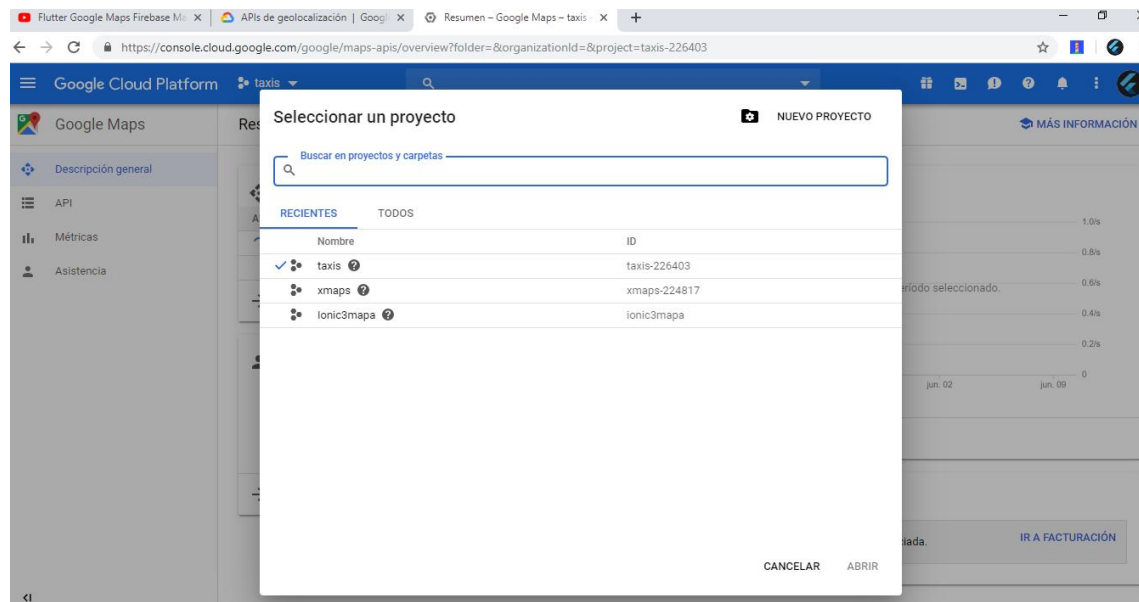 Flutter Google Maps Firebase Ma
APIs de geolocalización | Googl
Resumen – Google Maps – taxis
https://console.cloud.google.com/google/maps-apis/overview?folder=&organizationId=&project=taxis-226403
Google Cloud Platform
taxis
Google Maps
Res
Seleccionar un proyecto
NUEVO PROYECTO
MÁS INFORMACIÓN
Buscar en proyectos y carpetas
Descripción general
API
Métricas
Asistencia
RECIENTES
TODOS
Nombre
ID
taxis
taxis-226403
xmaps
xmaps-224817
Ionic3mapa
ionic3mapa
A
eríodo seleccionado.
1.0/s
0.8/s
0.6/s
0.4/s
0.2/s
0
jun. 02
jun. 09
ciada.
IR A FACTURACIÓN
CANCELAR
ABRIR